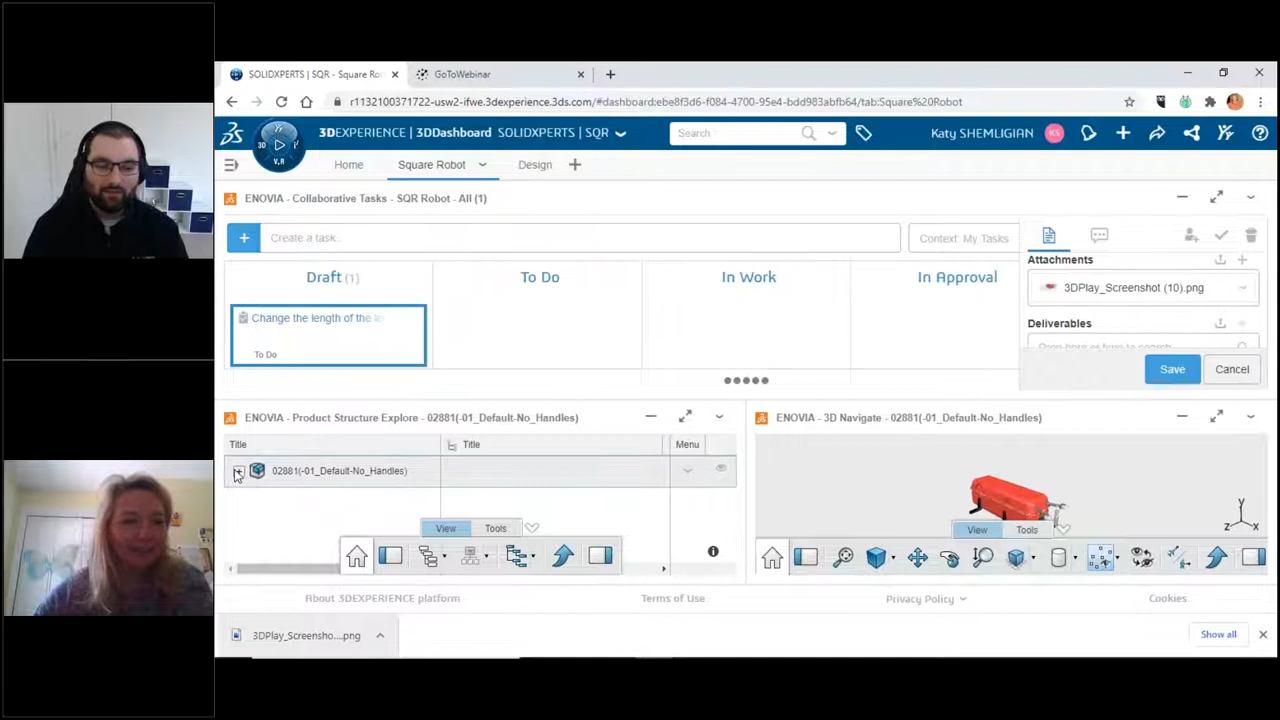 SOLIDXPERTS | SQR - Square Ro
GoToWebinar
r1132100371722-usw2-ifwe.3dexperience.3ds.com/#dashboard:ebe8f3d6-f084-4700-95e4-bdd983abfb64/tab:Square%20Robot
3DEXPERIENCE | 3DDashboard SOLIDXPERTS | SQR
Search
Katy SHEMLIGIAN KS
3D
V.R
Home
Square Robot
Design
ENOVIA - Collaborative Tasks - SQR Robot - All (1)
Create a task..
Context: My Tasks
Draft (1)
To Do
In Work
In Approval
Change the length of the le
To Do
Attachments
3DPlay_Screenshot (10).png
Deliverables
Save
Cancel
ENOVIA - Product Structure Explore - 02881(-01_Default-No_Handles)
Title
Title
Menu
02881(-01_Default-No_Handles)
View
Tools
ENOVIA - 3D Navigate - 02881(-01_Default-No_Handles)
Y
Z X
View
Tools
About 3DEXPERIENCE platform
Terms of Use
Privacy Policy
Cookies
3DPlay_Screensho....png
Show all